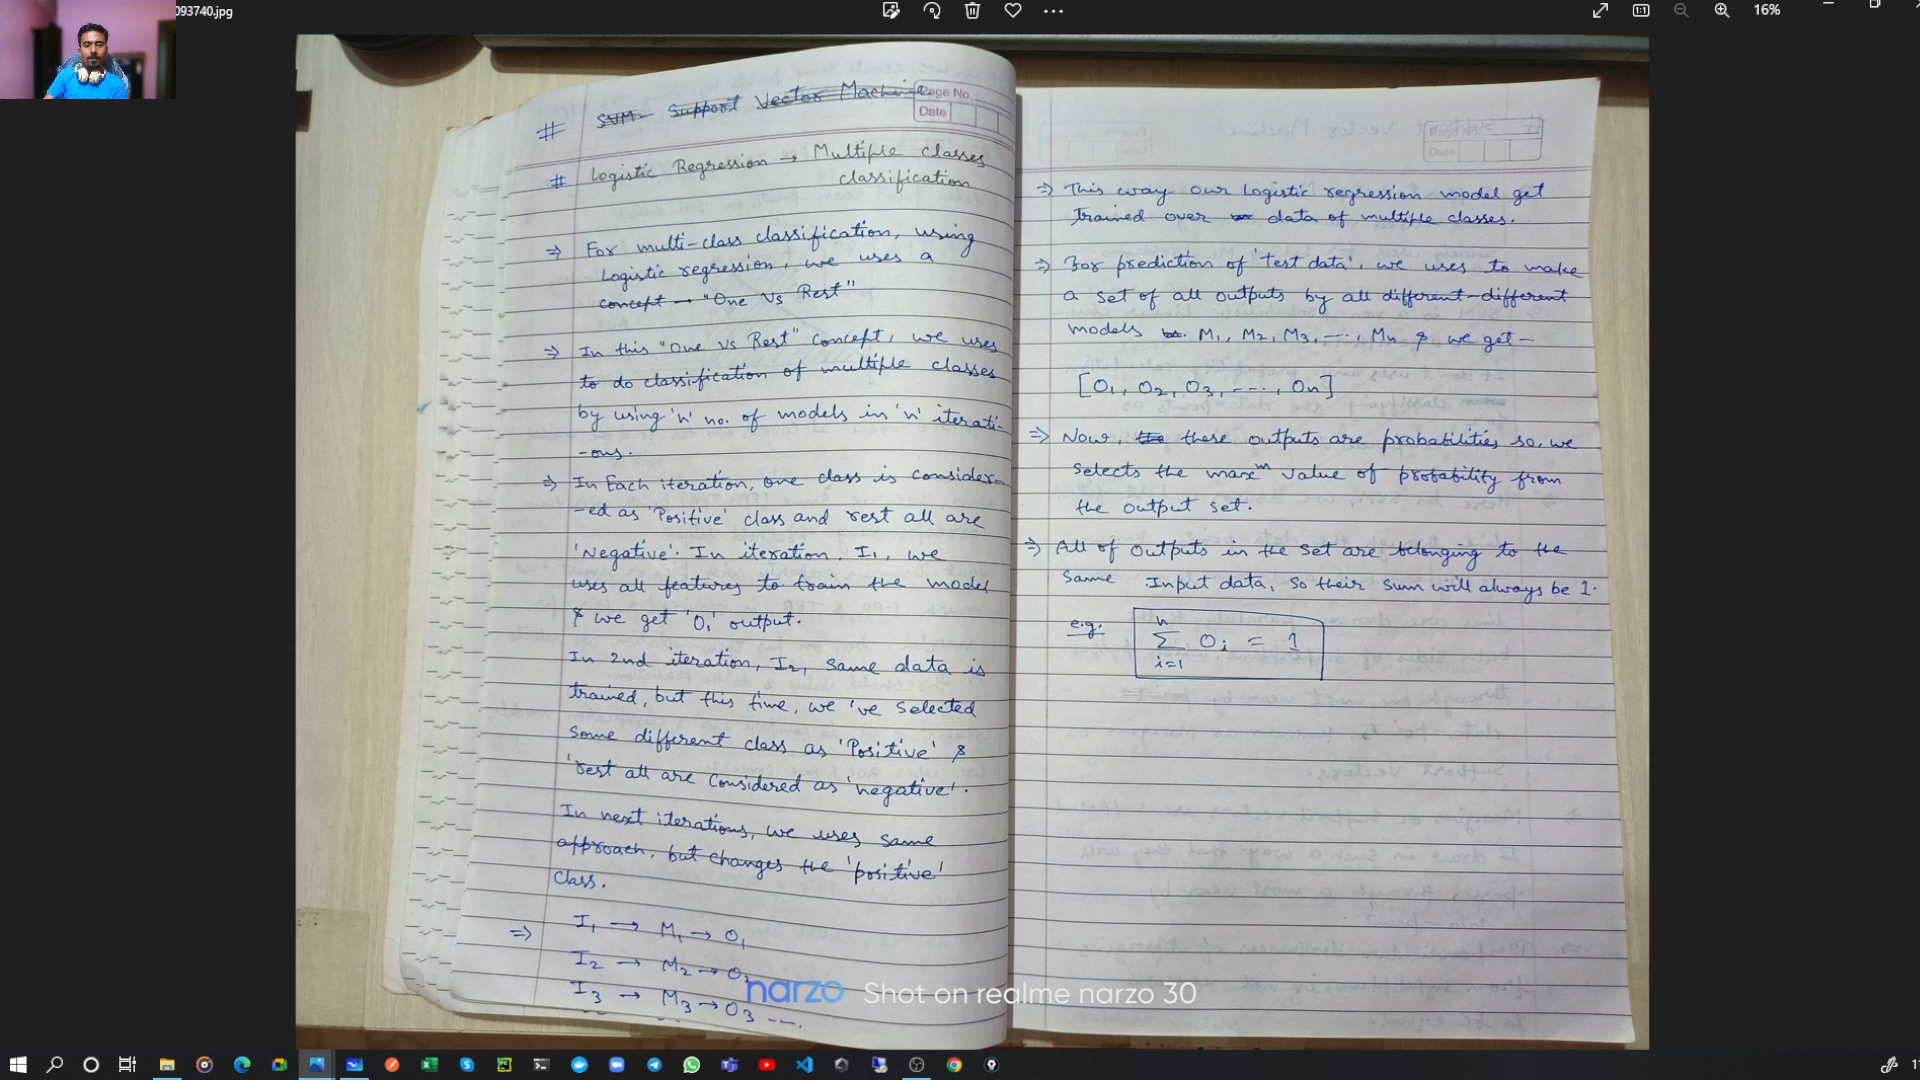 093740.jpg
16%
# SVM- Support Vector Machine
Page No.
Date
# Logistic Regression → Multiple classes
classification
⇒ For multi-class classification, using
Logistic regression, we uses a
concept → "One Vs Rest"
⇒ In this "One Vs Rest" concept, we uses
to do classification of multiple classes
by using 'n' no. of models in 'n' iterati-
-ons.
⇒ In Each iteration, one class is consider-
-ed as 'Positive' class and rest all are
'Negative'. In iteration, I₁, we
uses all features to train the model
& we get 'O₁' output.
In 2nd iteration, I₂, same data is
trained, but this time, we 've selected
some different class as 'Positive' &
'rest all are considered as 'negative'.
In next iterations, we uses same
approach, but changes the 'positive'
class.
⇒ I₁ → M₁ → O₁
I₂ → M₂ → O₂
I₃ → M₃ → O₃ ---.
⇒ This way our Logistic regression model get
trained over data of multiple classes.
⇒ For prediction of 'test data', we uses to make
a set of all outputs by all different-different
models M₁, M₂, M₃, ----, Mn & we get -
[O₁, O₂, O₃, ----, On]
⇒ Now, the these outputs are probabilities so, we
selects the maxᵐ value of probability from
the output set.
⇒ All of outputs in the set are belonging to the
same Input data, so their sum will always be 1.
e.g. n
Σ Oi = 1
i=1
narzo Shot on realme narzo 30